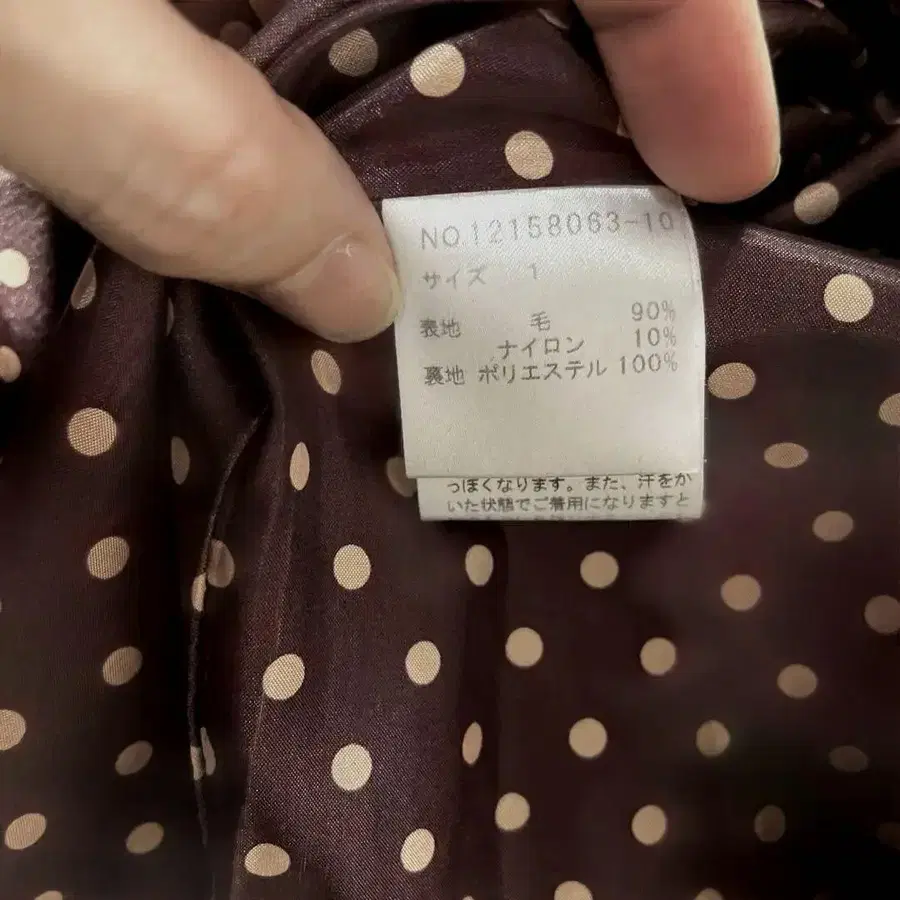 NO.12158063-10
サイズ 1
表地 毛 90%
ナイロン 10%
裏地 ポリエステル 100%
っぽくなります。また、汗をか
いた状態でご着用になりますと